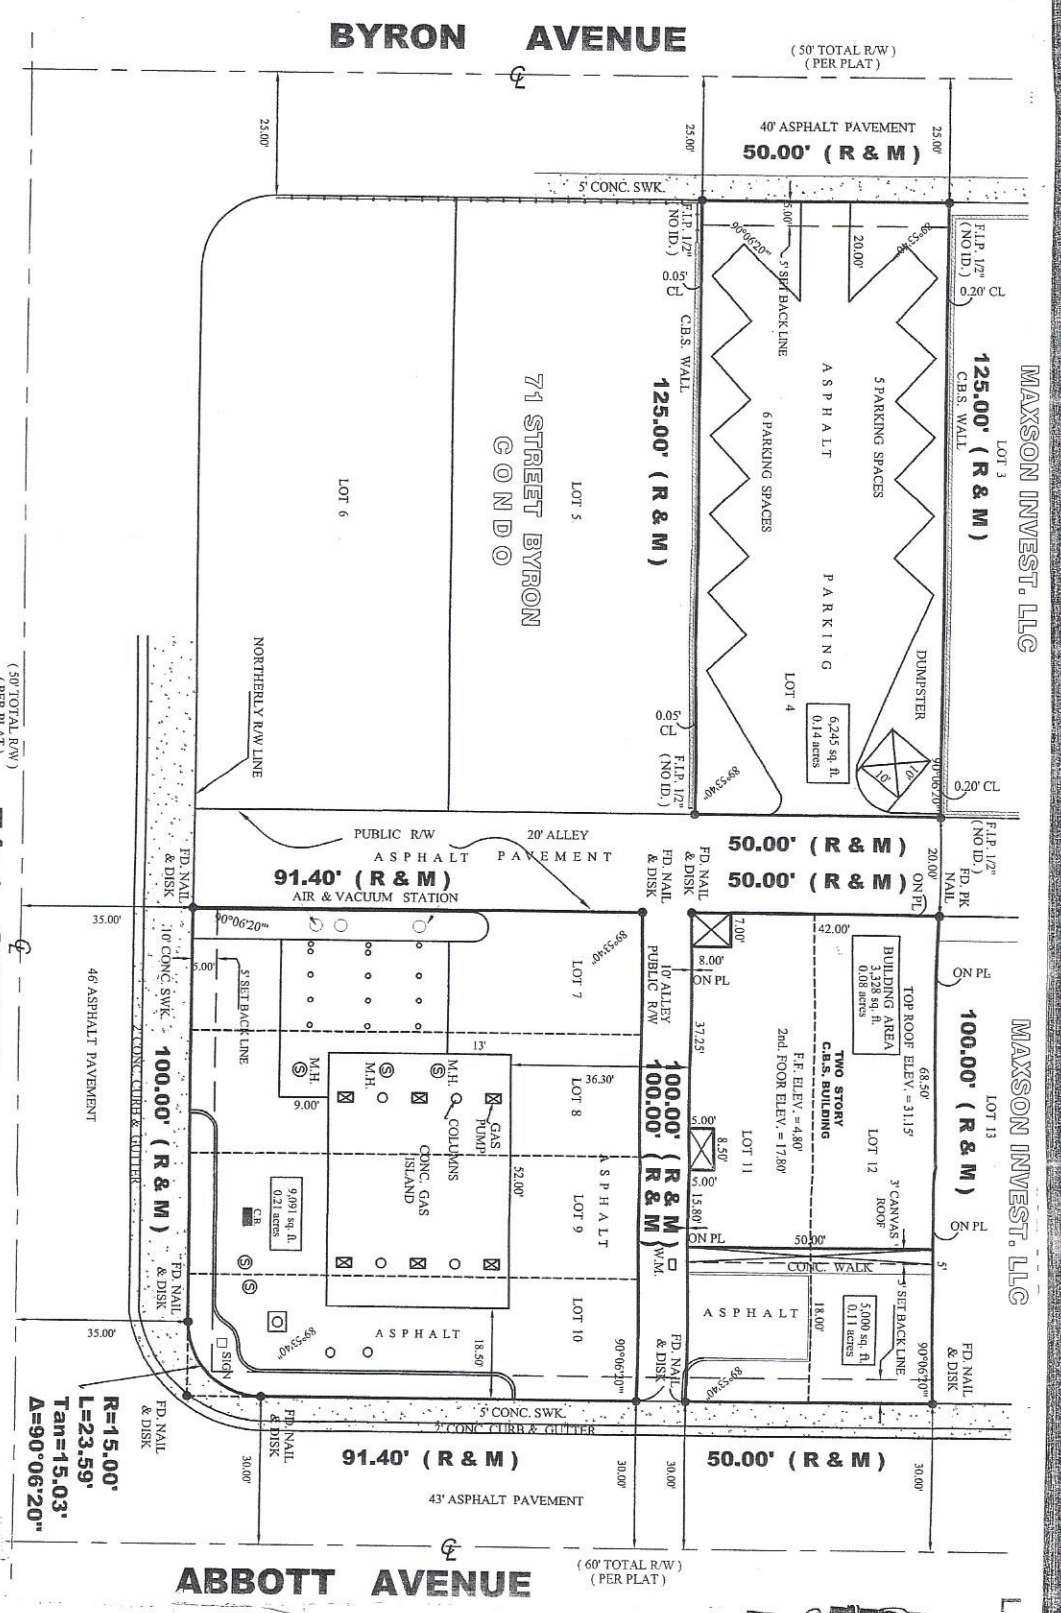 BYRON AVENUE
( 50' TOTAL R/W )
( PER PLAT )
℄
25.00'
25.00'
25.00'
40' ASPHALT PAVEMENT
50.00' ( R & M )
5' CONC. SWK.
F.I.P. 1/2"
( NO ID. )
0.05'
CL
C.B.S. WALL
125.00' ( R & M )
90°06'20"
5.00'
5' SET BACK LINE
20.00'
89°53'40"
F.I.P. 1/2"
( NO ID. )
0.20' CL
125.00' ( R & M )
C.B.S. WALL
LOT 3
MAXSON INVEST. LLC
ASPHALT PARKING
5 PARKING SPACES
6 PARKING SPACES
LOT 4
6,245 sq. ft.
0.14 acres
DUMPSTER
10'
10'
90°06'20"
0.20' CL
89°53'40"
0.05'
CL
F.I.P. 1/2"
( NO ID. )
71 STREET BYRON
CONDO
LOT 5
LOT 6
NORTHERLY R/W LINE
( 50' TOTAL R/W )
( PER PLAT )
PUBLIC R/W
20' ALLEY
ASPHALT PAVEMENT
91.40' ( R & M )
AIR & VACUUM STATION
50.00' ( R & M )
50.00' ( R & M )
FD. NAIL
& DISK
FD. NAIL
& DISK
FD. NAIL
& DISK
F.I.P. 1/2"
( NO ID. )
20.00'
FD. PK
NAIL
ON PL
35.00'
℄
46' ASPHALT PAVEMENT
10' CONC. SWK.
2' CONC. CURB & GUTTER
100.00' ( R & M )
90°06'20"
5.00'
5' SET BACK LINE
89°53'40"
LOT 7
LOT 8
LOT 9
LOT 10
13'
M.H.
M.H.
M.H.
S
S
S
9.00'
36.30'
GAS
PUMP
COLUMNS
CONC. GAS
ISLAND
52.00'
ASPHALT
9,091 sq. ft.
0.21 acres
C.B.
S
S
ASPHALT
18.50'
89°53'40"
SIGN
90°06'20"
10' ALLEY
PUBLIC R/W
100.00' ( R & M )
100.00' ( R & M )
W.M.
7.00'
8.00'
ON PL
37.25'
5.00'
8.50'
5.00'
15.80'
ON PL
42.00'
BUILDING AREA
3,328 sq. ft.
0.08 acres
TOP ROOF ELEV. = 31.15'
68.50'
TWO STORY
C.B.S. BUILDING
F.F. ELEV. = 4.80'
2nd. FOOR ELEV. = 17.80'
LOT 11
LOT 12
3' CANVAS
ROOF
50.00'
CONC. WALK
5'
ASPHALT
18.00'
5,000 sq. ft.
0.11 acres
5' SET BACK LINE
90°06'20"
89°53'40"
ON PL
100.00' ( R & M )
LOT 13
MAXSON INVEST. LLC
ON PL
FD. NAIL
& DISK
FD. NAIL
& DISK
FD. NAIL
& DISK
FD. NAIL
& DISK
FD. NAIL
& DISK
35.00'
R=15.00'
L=23.59'
Tan=15.03'
Δ=90°06'20"
5' CONC. SWK.
2' CONC. CURB & GUTTER
91.40' ( R & M )
50.00' ( R & M )
30.00'
30.00'
30.00'
30.00'
43' ASPHALT PAVEMENT
℄
( 60' TOTAL R/W )
( PER PLAT )
ABBOTT AVENUE